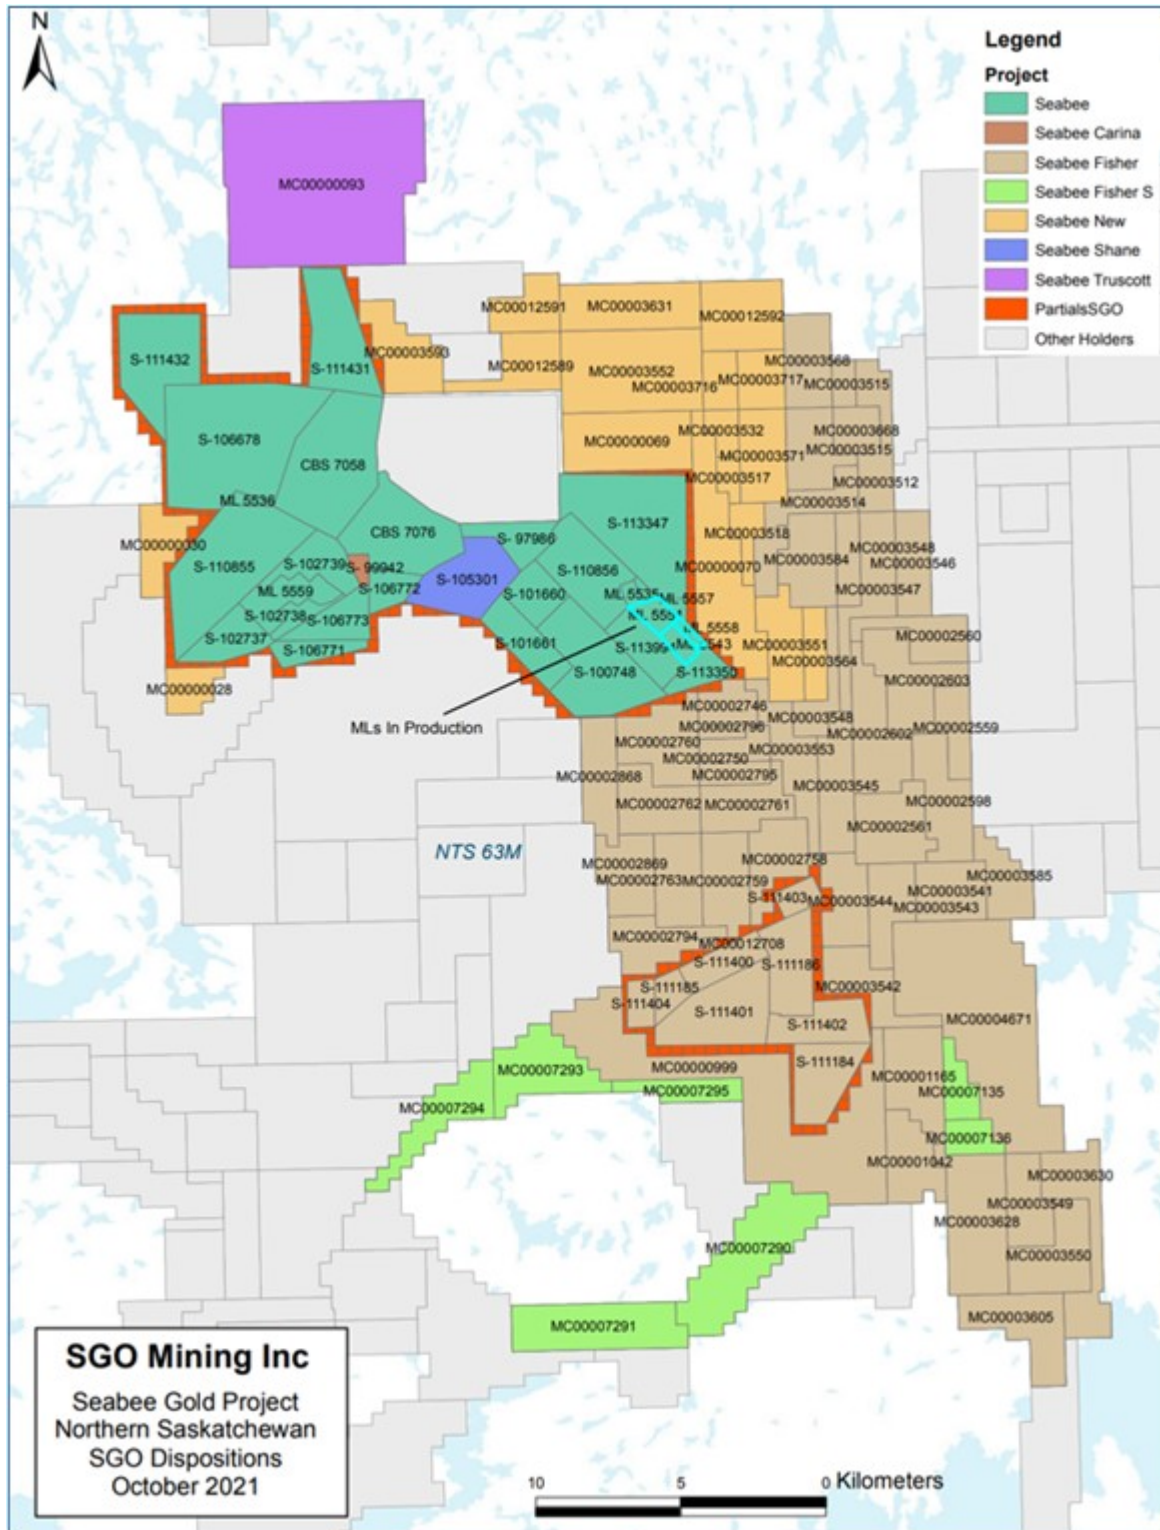 N
Legend
Project
Seabee
Seabee Carina
Seabee Fisher
Seabee Fisher S
Seabee New
Seabee Shane
Seabee Truscott
PartialsSGO
Other Holders
MC00000093
MC00012591
MC00003631
MC00012592
S-111432
S-111431
MC00003593
MC00012589
MC00003552
MC00003568
MC00003716
MC00003717
MC00003515
S-106678
CBS 7058
MC00000069
MC00003532
MC00003668
MC00003571
MC00003515
MC00003517
MC00003512
ML 5536
MC00003514
CBS 7076
S- 97986
S-113347
MC00003518
MC00000030
S-110855
S-102739
S- 99942
S-110856
MC00000070
MC00003584
MC00003548
MC00003546
S-105301
ML 5559
S-106772
S-101660
ML 5535
ML 5557
MC00003547
S-102738
S-106773
ML 5551
ML 5558
S-102737
S-106771
S-101661
S-11399
543
MC00003551
MC00002560
MC00003564
S-100748
S-113350
MC00002603
MC00000028
MLs In Production
MC00002746
MC00003548
MC00002559
MC00002602
MC00002760
MC00002750
MC00003553
MC00002868
MC00002795
MC00003545
MC00002762
MC00002761
MC00002598
MC00002561
NTS 63M
MC00002869
MC00002758
MC00002763
MC00002759
MC00003585
S-111403
MC00003544
MC00003541
MC00003543
MC00002794
MC00012708
S-111400
S-111186
S-111185
S-111404
S-111401
MC00003542
S-111402
MC00004671
S-111184
MC00007293
MC00000999
MC00001165
MC00007295
MC00007135
MC00007294
MC00007136
MC00001042
MC00003630
MC00003549
MC00003628
MC00007290
MC00003550
MC00007291
MC00003605
SGO Mining Inc
Seabee Gold Project
Northern Saskatchewan
SGO Dispositions
October 2021
10 5 0 Kilometers